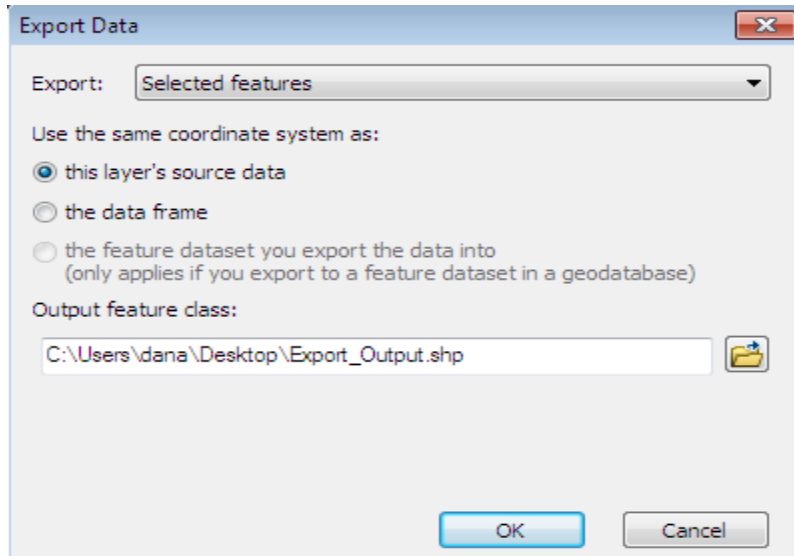 Export Data
Export: Selected features
Use the same coordinate system as:
this layer's source data
the data frame
the feature dataset you export the data into
(only applies if you export to a feature dataset in a geodatabase)
Output feature class:
C:\Users\dana\Desktop\Export_Output.shp
OK Cancel